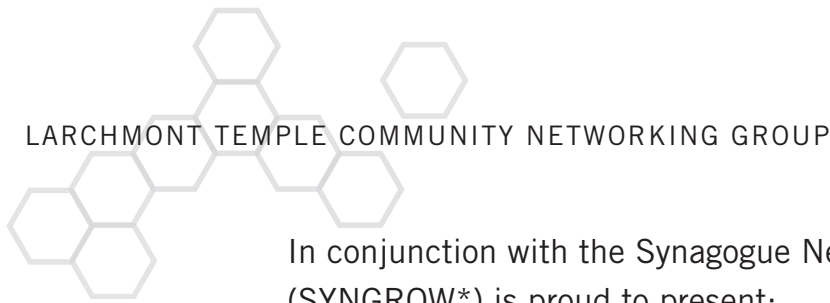 LARCHMONT TEMPLE COMMUNITY NETWORKING GROUP
In conjunction with the Synagogue Ne
(SYNGROW*) is proud to present: